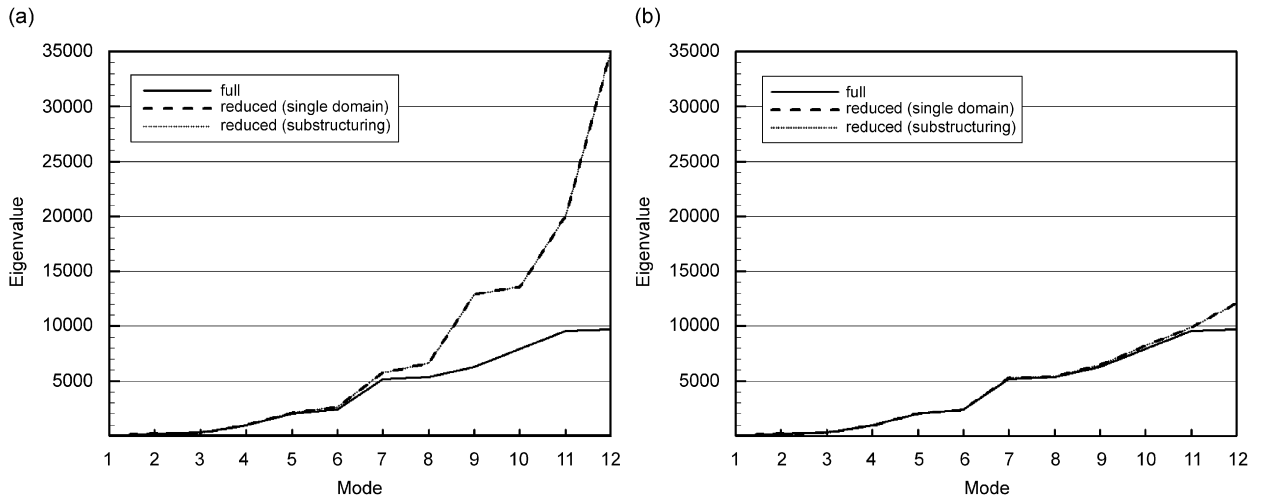 (a)
35000
30000
25000
20000
15000
10000
5000
Eigenvalue
full
reduced (single domain)
reduced (substructuring)
1 2 3 4 5 6 7 8 9 10 11 12
Mode
(b)
35000
30000
25000
20000
15000
10000
5000
Eigenvalue
full
reduced (single domain)
reduced (substructuring)
1 2 3 4 5 6 7 8 9 10 11 12
Mode